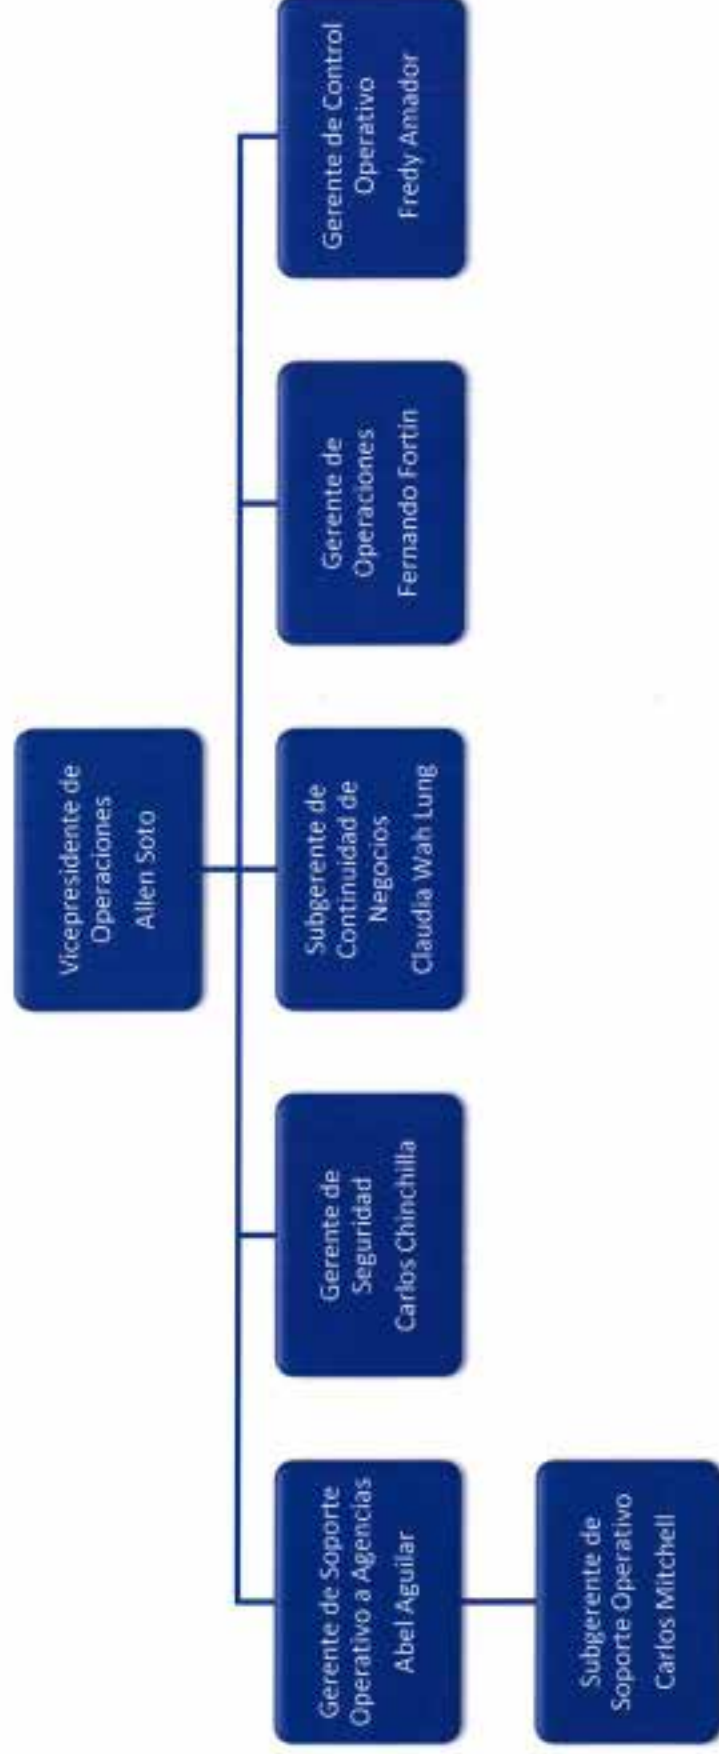 Vicepresidente de
Operaciones
Allen Soto
Gerente de Soporte
Operativo a Agencias
Abel Aguilar
Gerente de
Seguridad
Carlos Chinchilla
Subgerente de
Continuidad de
Negocios
Claudia Wah Lung
Gerente de
Operaciones
Fernando Fortin
Gerente de Control
Operativo
Fredy Amador
Subgerente de
Soporte Operativo
Carlos Mitchell